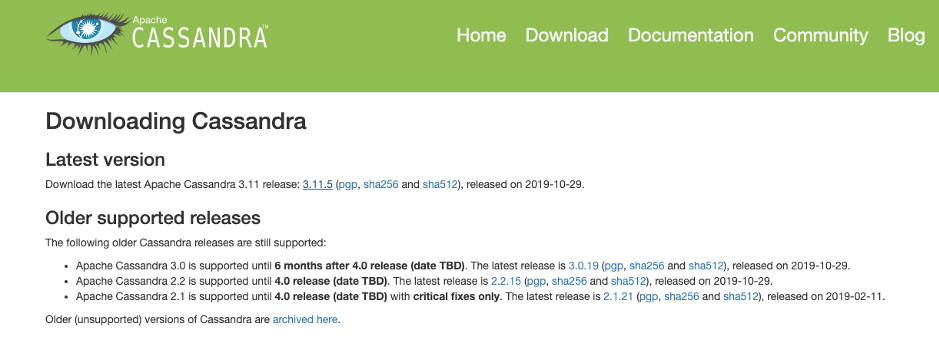 Apache
CASSANDRA™
Home Download Documentation Community Blog
Downloading Cassandra
Latest version
Download the latest Apache Cassandra 3.11 release: 3.11.5 (pgp, sha256 and sha512), released on 2019-10-29.
Older supported releases
The following older Cassandra releases are still supported:
• Apache Cassandra 3.0 is supported until 6 months after 4.0 release (date TBD). The latest release is 3.0.19 (pgp, sha256 and sha512), released on 2019-10-29.
• Apache Cassandra 2.2 is supported until 4.0 release (date TBD). The latest release is 2.2.15 (pgp, sha256 and sha512), released on 2019-10-29.
• Apache Cassandra 2.1 is supported until 4.0 release (date TBD) with critical fixes only. The latest release is 2.1.21 (pgp, sha256 and sha512), released on 2019-02-11.
Older (unsupported) versions of Cassandra are archived here.